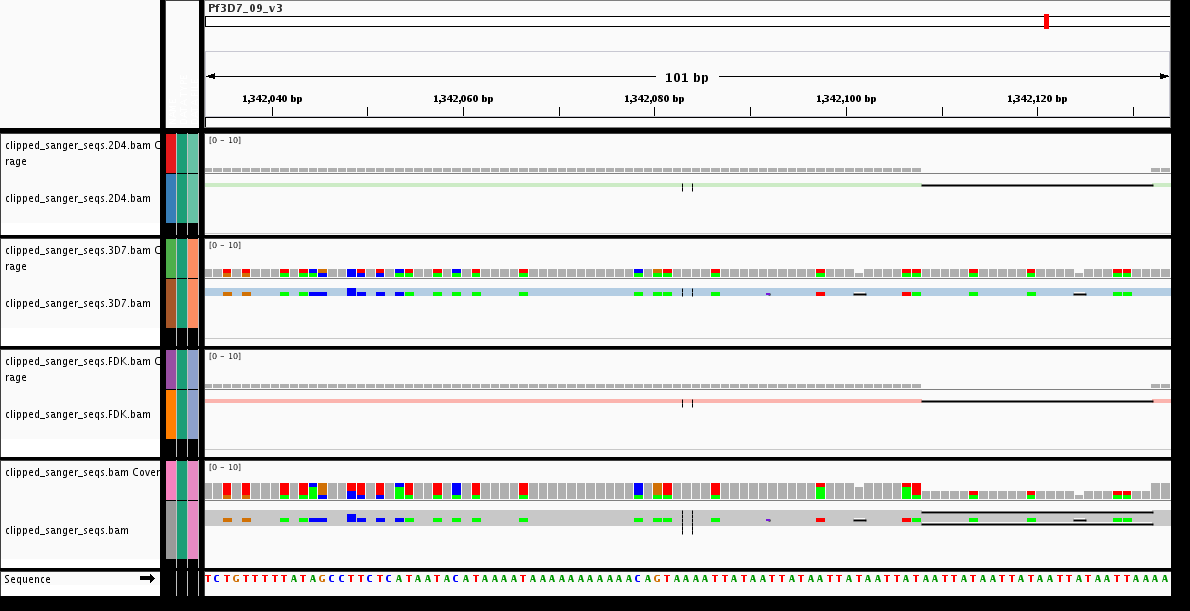 Pf3D7_09_v3
101 bp
1,342,040 bp 1,342,060 bp 1,342,080 bp 1,342,100 bp 1,342,120 bp
clipped_sanger_seqs.2D4.bam C
rage
[0 - 10]
clipped_sanger_seqs.2D4.bam
clipped_sanger_seqs.3D7.bam C
rage
[0 - 10]
clipped_sanger_seqs.3D7.bam
clipped_sanger_seqs.FDK.bam C
rage
[0 - 10]
clipped_sanger_seqs.FDK.bam
clipped_sanger_seqs.bam Cover
[0 - 10]
clipped_sanger_seqs.bam
Sequence TCTGTTTTTATAGCCTTCTCATAATACATAAAATAAAAAAAAAAACAGTAAAATTATAATTATAATTATAATTATAATTATAATTATAATTATAATTAAAA